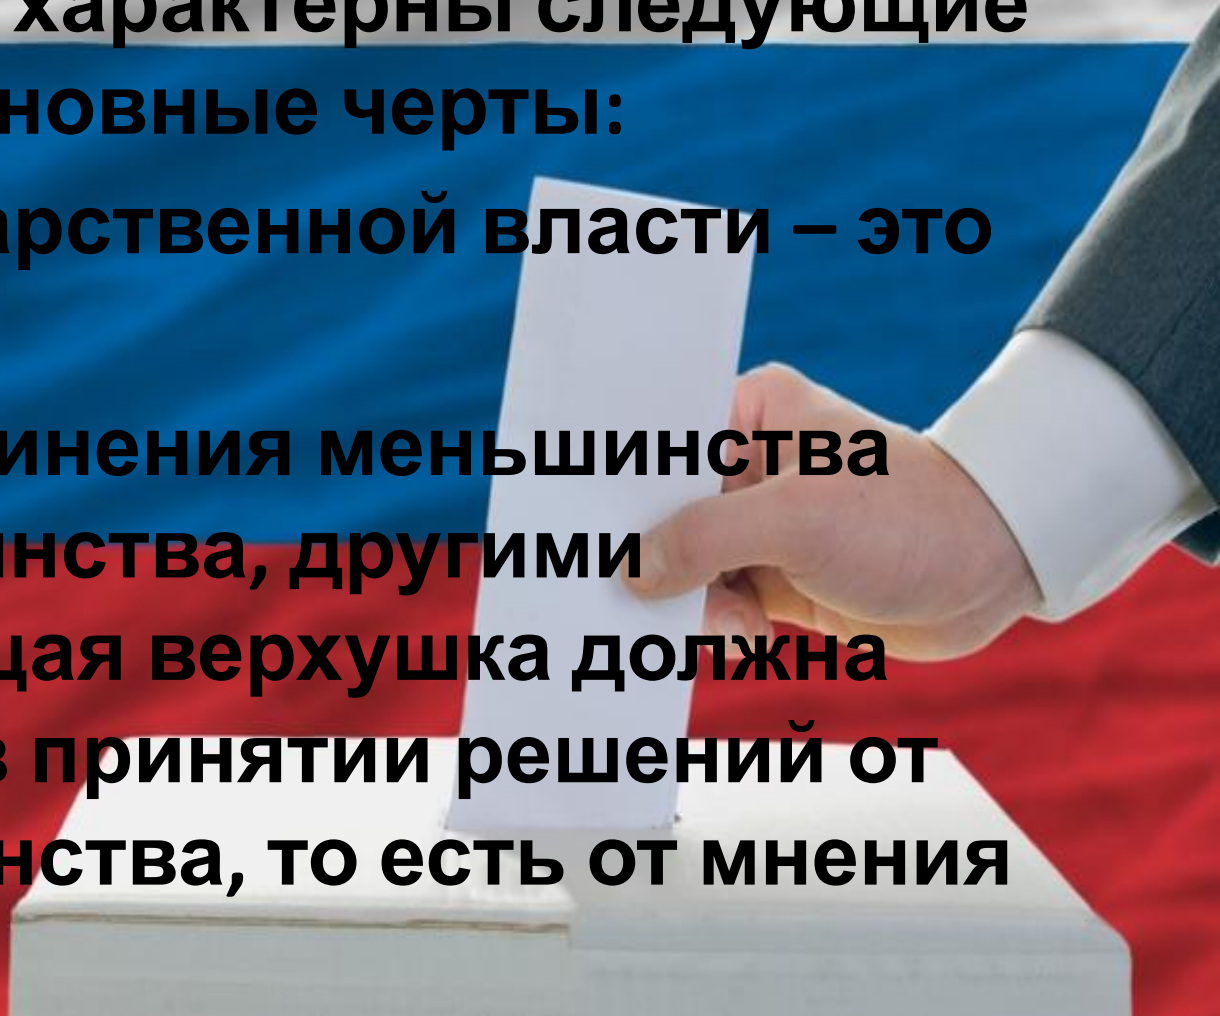 характерны следующие
новные черты:
арственной власти – это
инения меньшинства
инства, другими
щая верхушка должна
в принятии решений от
нства, то есть от мнения